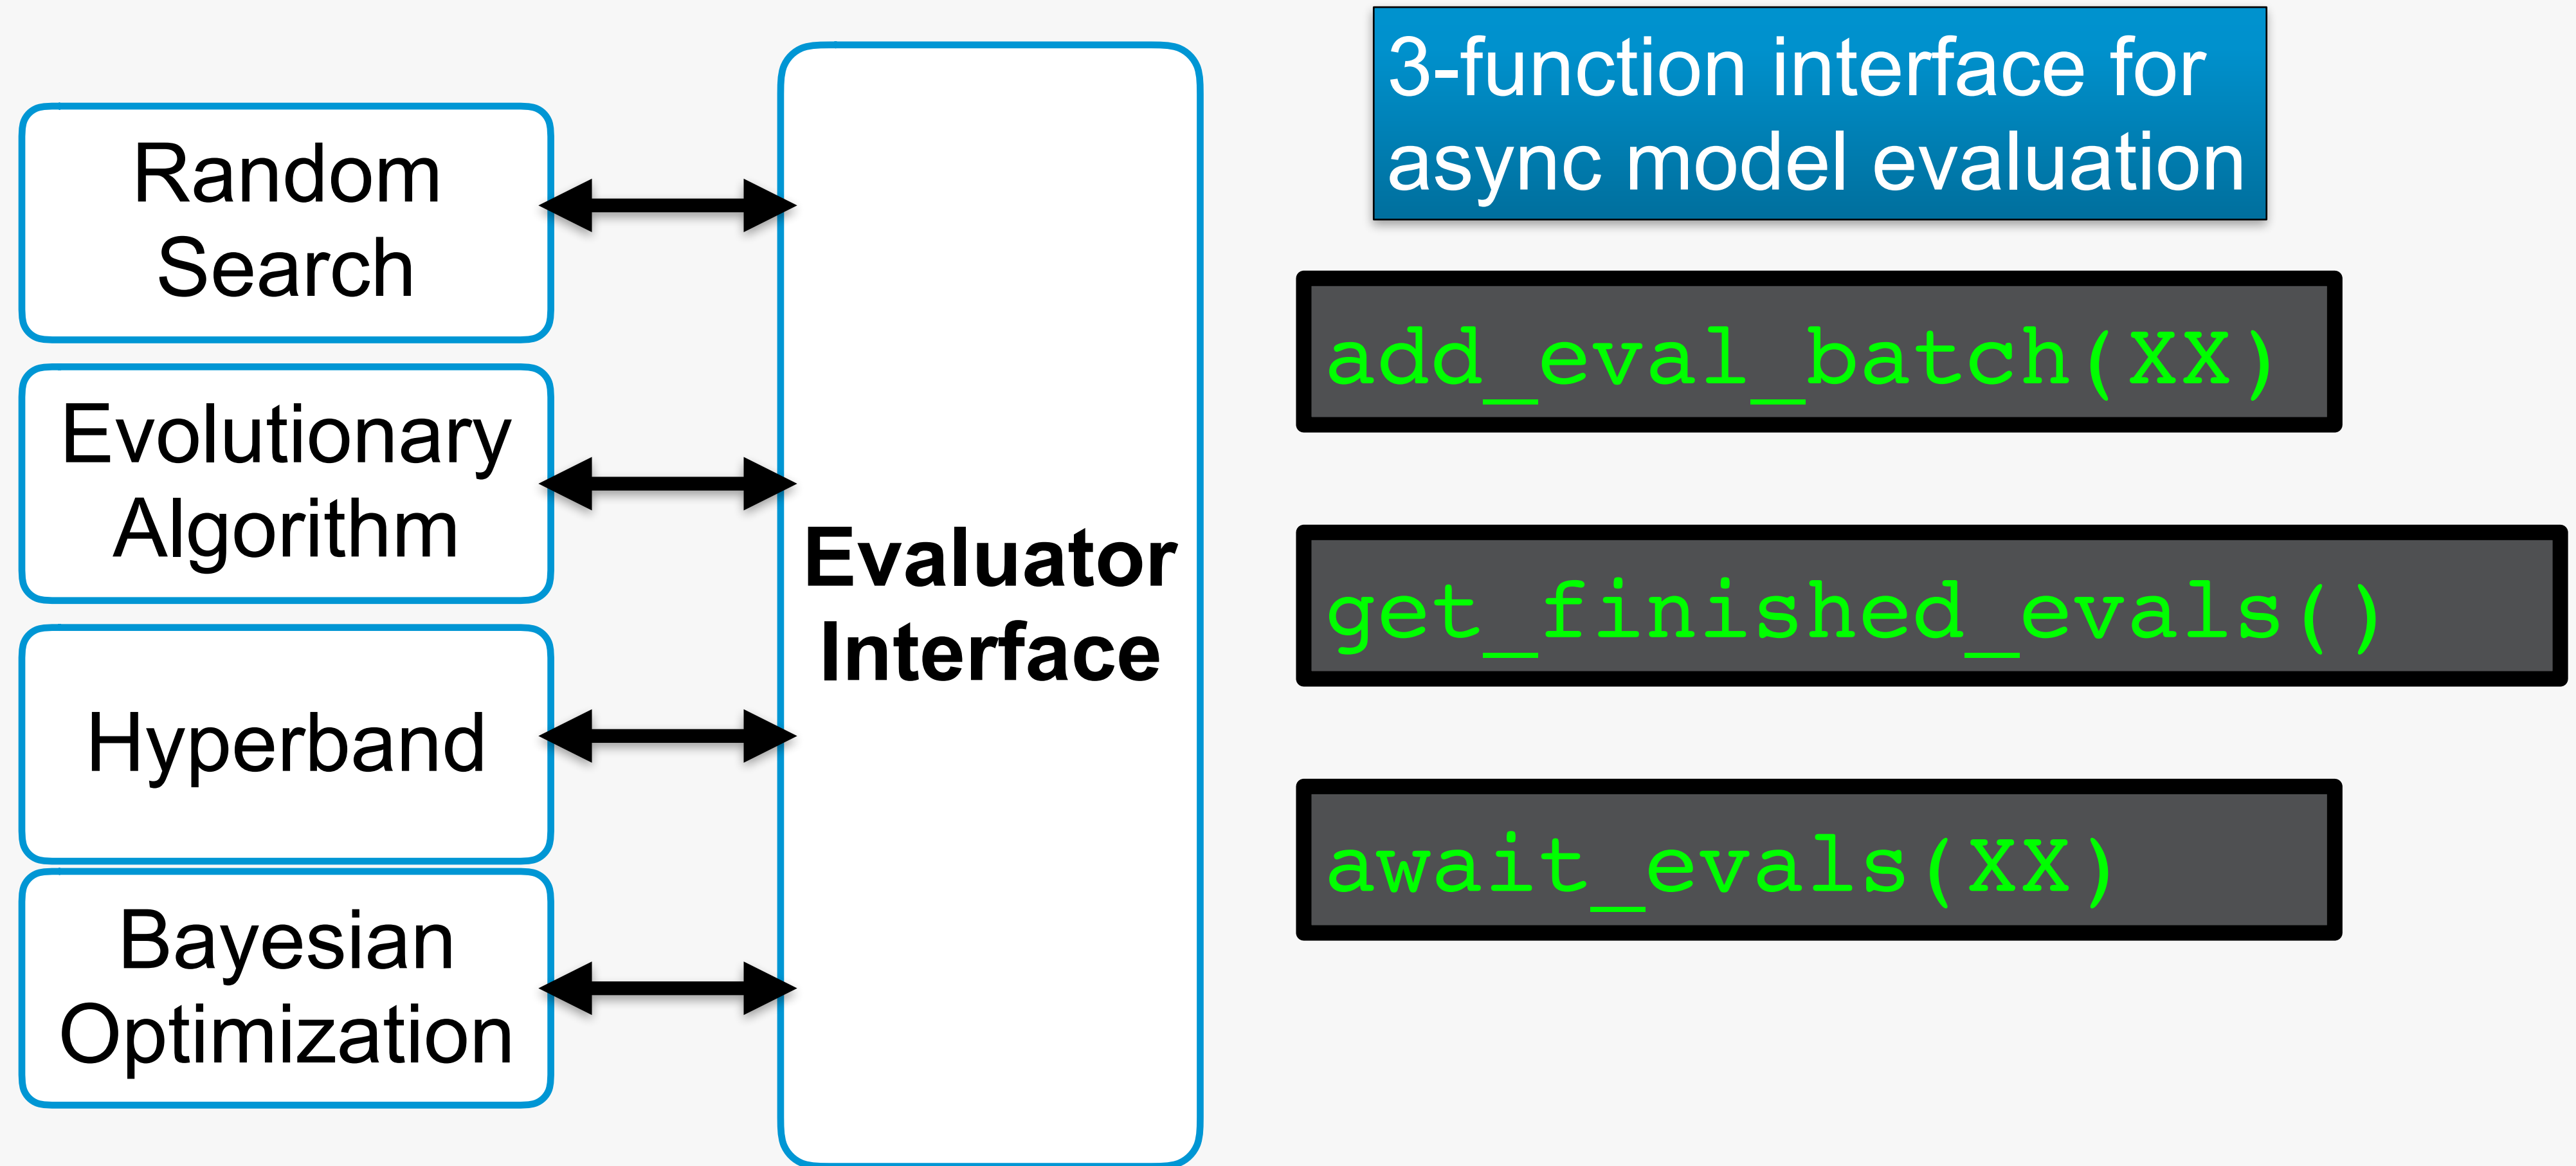 Random
Search
Evolutionary
Algorithm
Hyperband
Bayesian
Optimization
Evaluator
Interface
3-function interface for
async model evaluation
add_eval_batch(XX)
get_finished_evals()
await_evals(XX)